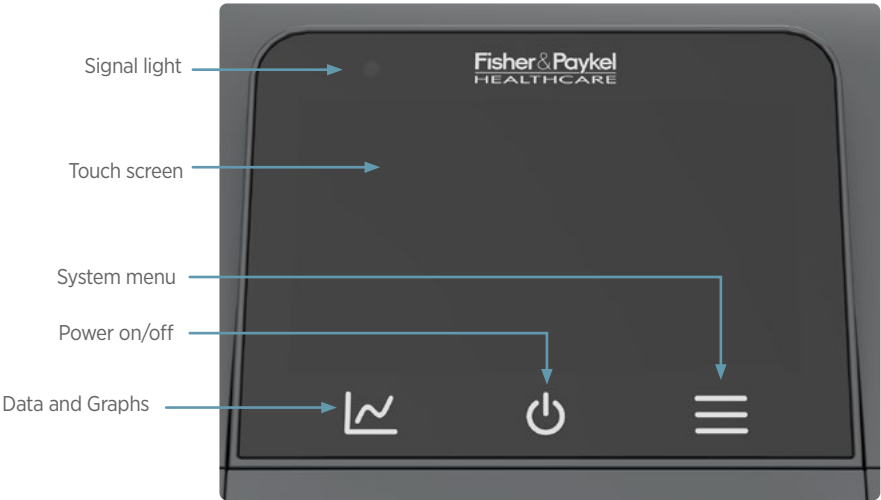 Signal light
Fisher&Paykel
HEALTHCARE
Touch screen
System menu
Power on/off
Data and Graphs